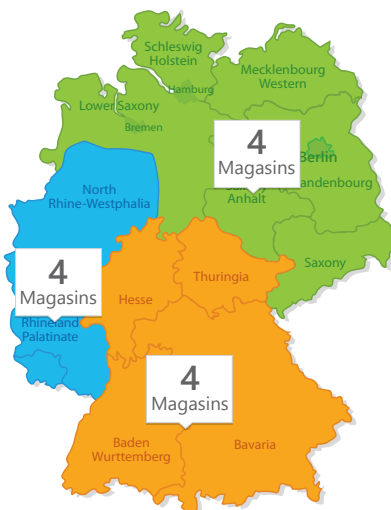 Schleswig
Holstein
Mecklenbourg
Western
Hamburg
Lower Saxony
Bremen
4
Magasins
Berlin
Anhalt
North
Rhine-Westphalia
Saxony
4
Magasins
Thuringia
Hesse
Rhineland
Palatinate
4
Magasins
Baden
Wurttemberg
Bavaria